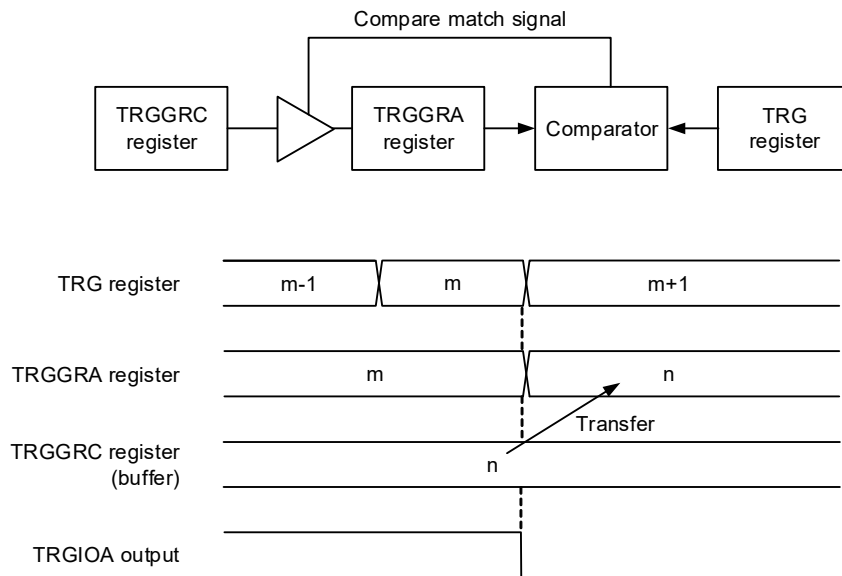 Compare match signal
TRGGRC
register
TRGGRA
register
Comparator
TRG
register
TRG register
m-1
m
m+1
TRGGRA register
m
n
Transfer
TRGGRC register
(buffer)
n
TRGIOA output